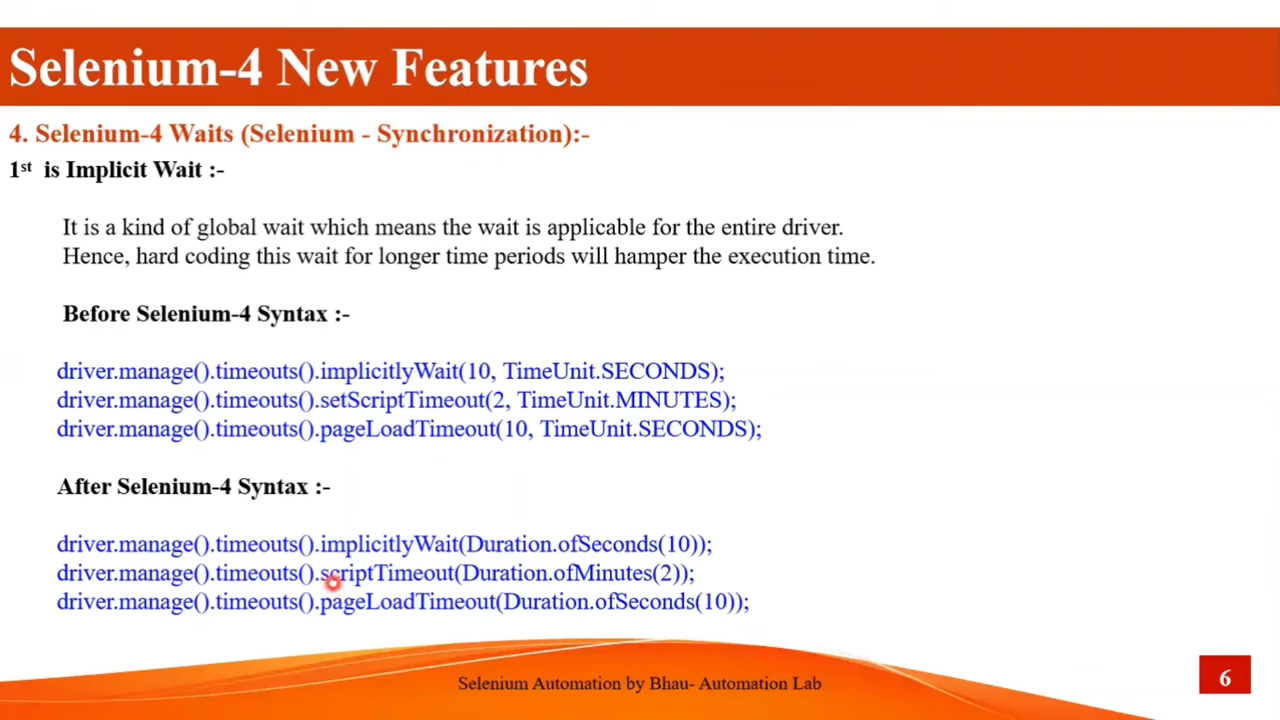 Selenium-4 New Features
4. Selenium-4 Waits (Selenium - Synchronization):-
1st is Implicit Wait :-
It is a kind of global wait which means the wait is applicable for the entire driver.
Hence, hard coding this wait for longer time periods will hamper the execution time.
Before Selenium-4 Syntax :-
driver.manage().timeouts().implicitlyWait(10, TimeUnit.SECONDS);
driver.manage().timeouts().setScriptTimeout(2, TimeUnit.MINUTES);
driver.manage().timeouts().pageLoadTimeout(10, TimeUnit.SECONDS);
After Selenium-4 Syntax :-
driver.manage().timeouts().implicitlyWait(Duration.ofSeconds(10));
driver.manage().timeouts().scriptTimeout(Duration.ofMinutes(2));
driver.manage().timeouts().pageLoadTimeout(Duration.ofSeconds(10));
Selenium Automation by Bhau- Automation Lab
6